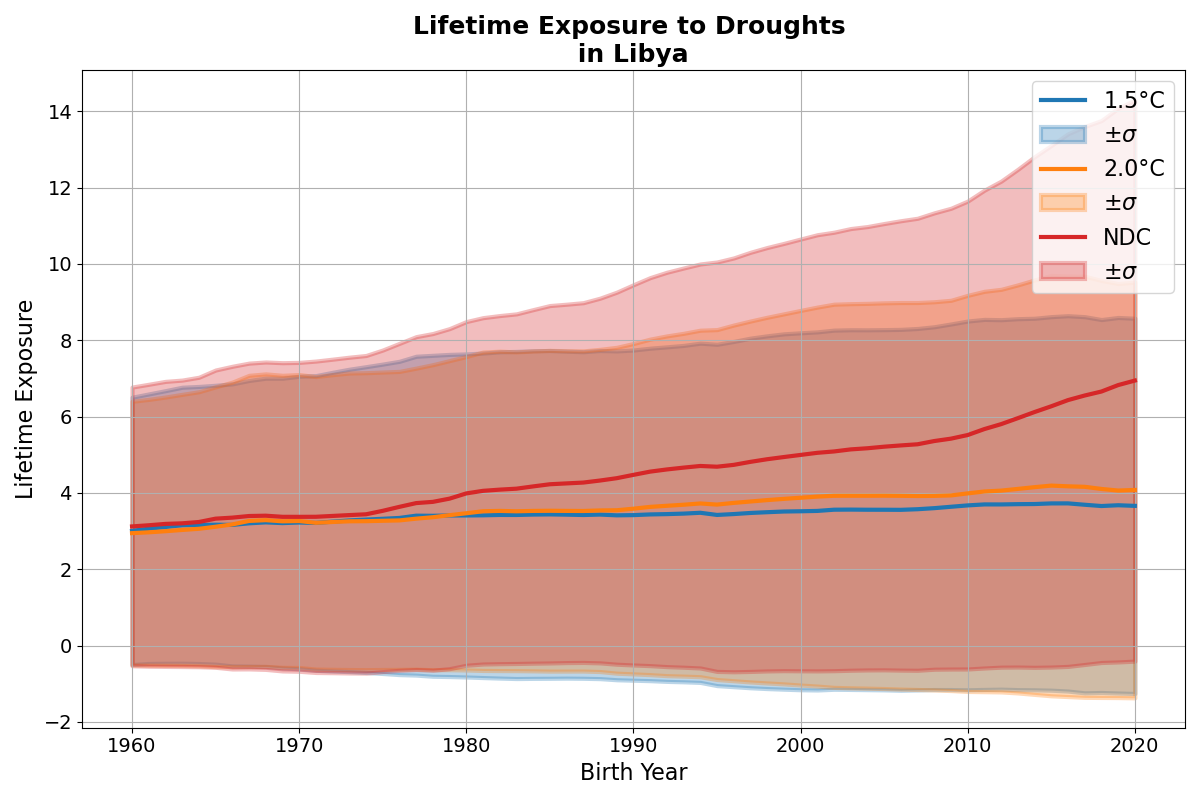 Lifetime Exposure to Droughts
in Libya
Lifetime Exposure
14
12
10
8
6
4
2
0
−2
1960
1970
1980
1990
2000
2010
2020
Birth Year
1.5°C
±σ
2.0°C
±σ
NDC
±σ